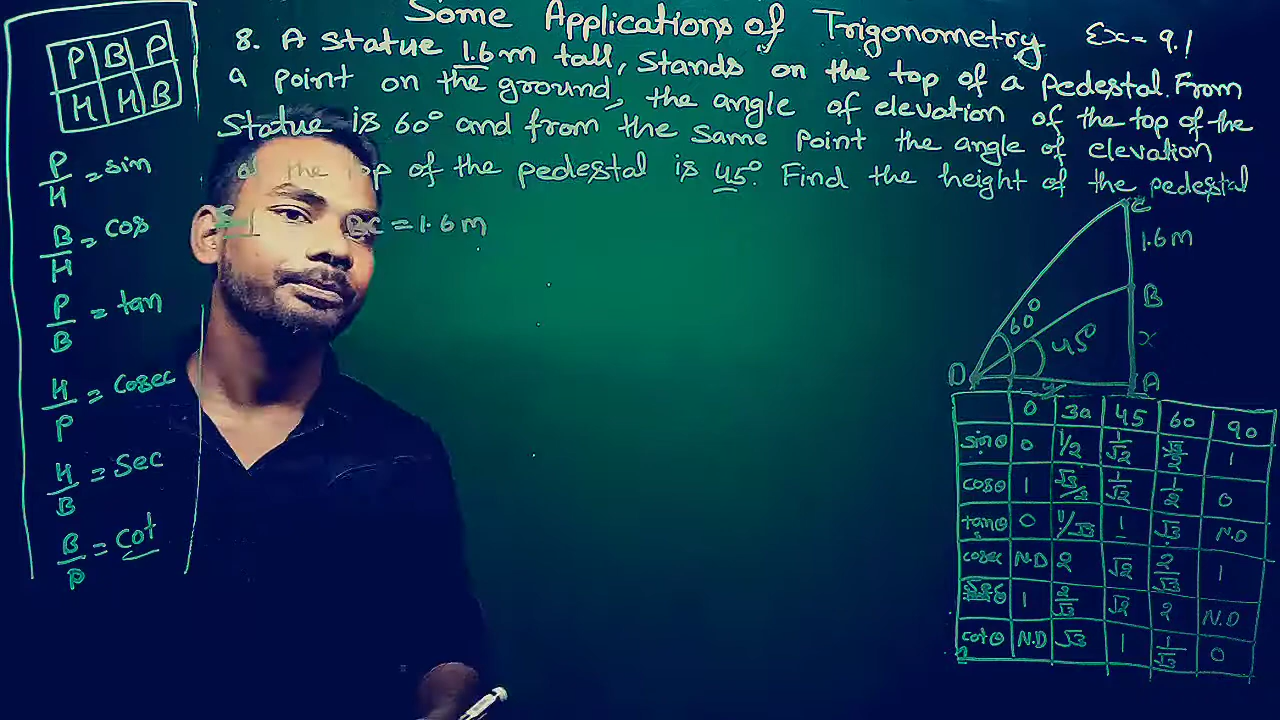 Some Applications of Trigonometry Ex= 9.1
8. A statue 1.6m tall, stands on the top of a pedestal. From
a point on the ground, the angle of elevation of the top of the
statue is 60° and from the same point the angle of elevation
of the top of the pedestal is 45°. Find the height of the pedestal
BC = 1.6m
P B P
H H B
P/H = sin
B/H = cos
P/B = tan
H/P = cosec
H/B = Sec
B/P = cot
C
1.6m
B
x
A
D
60°
45°
0 30 45 60 90
sinθ 0 1/2 1/√2 √3/2 1
cosθ 1 √3/2 1/√2 1/2 0
tanθ 0 1/√3 1 √3 N.D
cosec N.D 2 √2 2/√3 1
1 2/√3 √2 2 N.D
cotθ N.D √3 1 1/√3 0